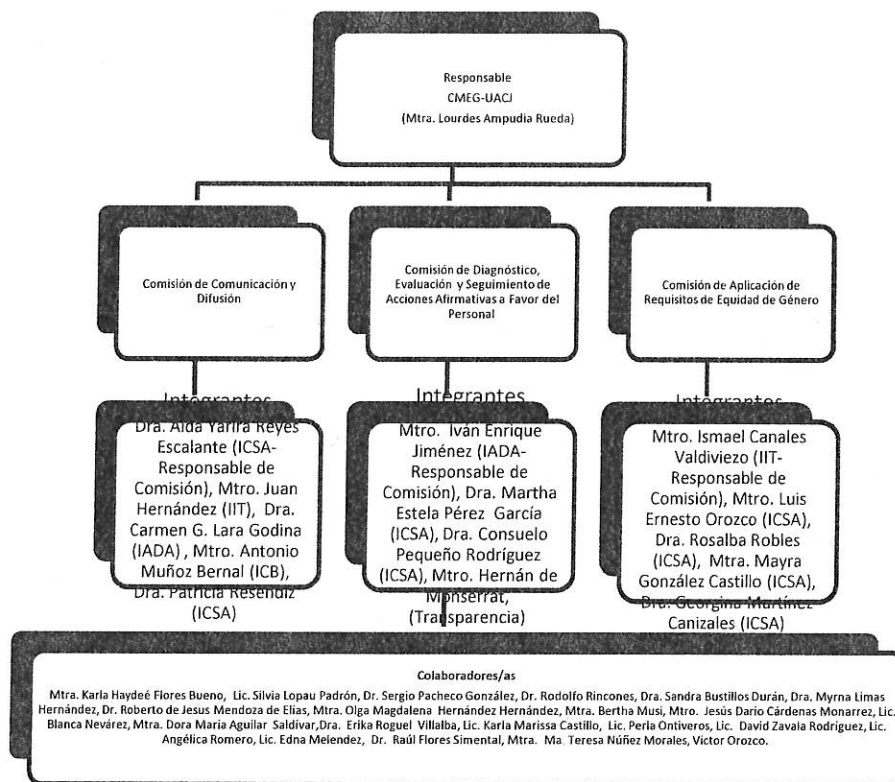 Responsable
CMEG-UACJ
(Mtra. Lourdes Ampudia Rueda)
Comisión de Comunicación y
Difusión
Comisión de Diagnóstico,
Evaluación y Seguimiento de
Acciones Afirmativas a Favor del
Personal
Comisión de Aplicación de
Requisitos de Equidad de Género
Integrantes
Dra. Aida Yarira Reyes
Escalante (ICSA-
Responsable de
Comisión), Mtro. Juan
Hernández (IIT), Dra.
Carmen G. Lara Godina
(IADA) , Mtro. Antonio
Muñoz Bernal (ICB),
Dra. Patricia Resendiz
(ICSA)
Integrantes
Mtro. Iván Enrique
Jiménez (IADA-
Responsable de
Comisión), Dra. Martha
Estela Pérez García
(ICSA), Dra. Consuelo
Pequeño Rodríguez
(ICSA), Mtro. Hernán de
Monserrat,
(Transparencia)
Integrantes
Mtro. Ismael Canales
Valdiviezo (IIT-
Responsable de
Comisión), Mtro. Luis
Ernesto Orozco (ICSA),
Dra. Rosalba Robles
(ICSA), Mtra. Mayra
González Castillo (ICSA),
Dra. Georgina Martínez
Canizales (ICSA)
Colaboradores/as
Mtra. Karla Haydeé Flores Bueno, Lic. Silvia Lopau Padrón, Dr. Sergio Pacheco González, Dr. Rodolfo Rincones, Dra. Sandra Bustillos Durán, Dra. Myrna Limas
Hernández, Dr. Roberto de Jesus Mendoza de Elías, Mtra. Olga Magdalena Hernández Hernández, Mtra. Bertha Musi, Mtro. Jesús Dario Cárdenas Monarrez, Lic.
Blanca Nevárez, Mtra. Dora María Aguilar Saldívar,Dra. Erika Roguel Villalba, Lic. Karla Marissa Castillo, Lic. Perla Ontiveros, Lic. David Zavala Rodríguez, Lic.
Angélica Romero, Lic. Edna Melendez, Dr. Raúl Flores Simental, Mtra. Ma. Teresa Núñez Morales, Victor Orozco.